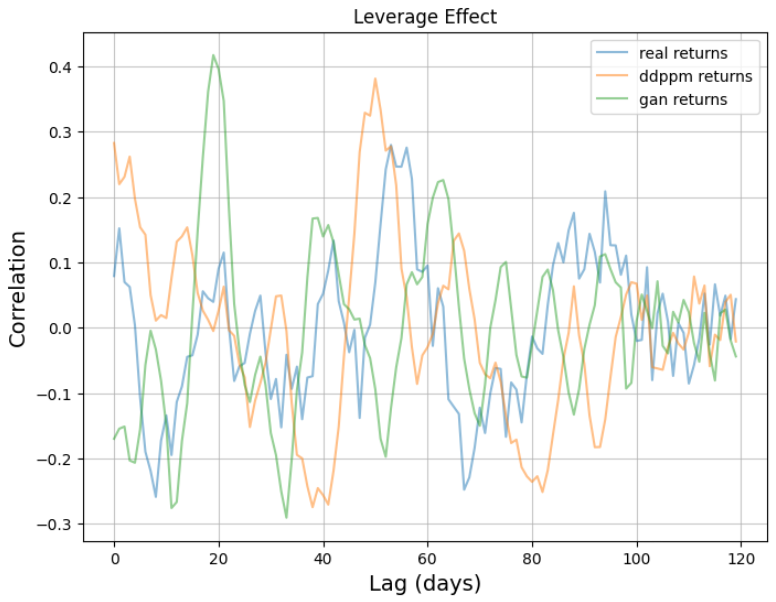 Leverage Effect
real returns
ddppm returns
gan returns
Correlation
0.4
0.3
0.2
0.1
0.0
−0.1
−0.2
−0.3
0 20 40 60 80 100 120
Lag (days)